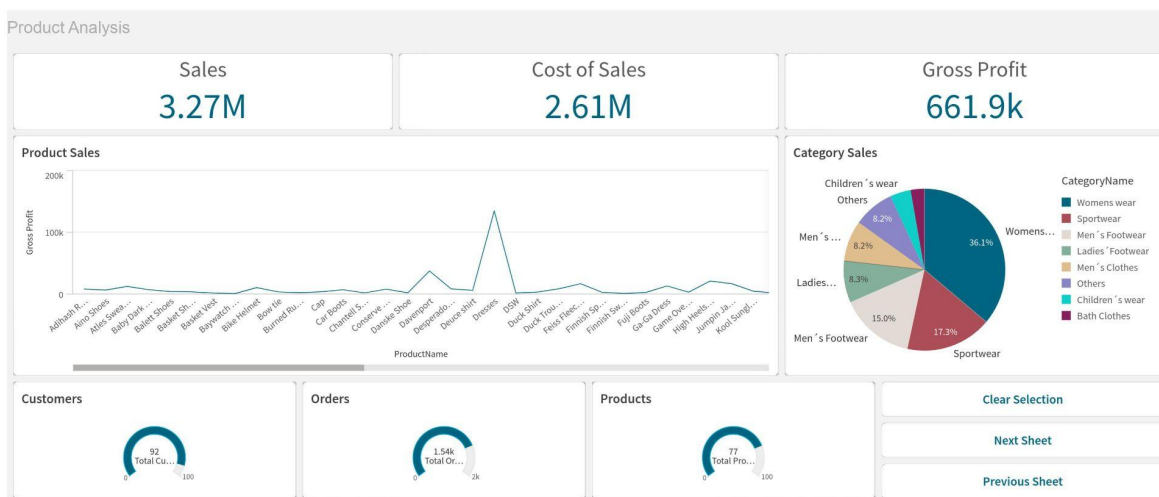 Product Analysis
Sales
3.27M
Cost of Sales
2.61M
Gross Profit
661.9k
Product Sales
200k
100k
0
Gross Profit
Adihash R...
Aino Shoes
Atles Swea...
Baby Dark ...
Balett Shoes
Basket Sh...
Basket Vest
Baywatch ...
Bike Helmet
Bow tie
Burned Ru...
Cap
Car Bots
Chantell S...
Conserve ...
Danske Shoe
Davenport
Desperado...
Deuce shirt
Dresses
DSW
Duck Shirt
Duck Trou...
Feiss Fleec...
Finnish Sp...
Finnish Sw...
Fuji Boots
Ga-Ga Dress
Game Ove...
High Heels...
Jumpin Ja...
Kool Sungl...
ProductName
Category Sales
Children´s wear
Others
Men´s ...
Ladies...
Men´s Footwear
Sportwear
Womens...
8.2%
8.2%
8.3%
15.0%
17.3%
36.1%
CategoryName
Womens wear
Sportwear
Men´s Footwear
Ladies´Footwear
Men´s Clothes
Others
Children´s wear
Bath Clothes
Customers
92
Total Cu...
0
100
Orders
1.54k
Total Or...
0
2k
Products
77
Total Pro...
0
100
Clear Selection
Next Sheet
Previous Sheet